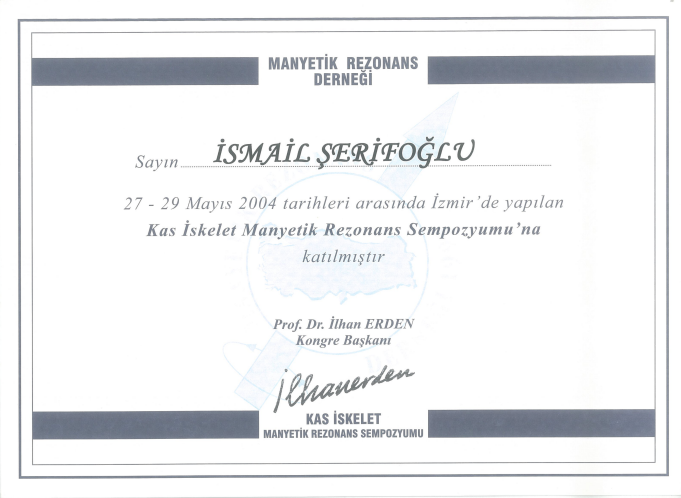 MANYETİK REZONANS
DERNEĞİ
Sayın İSMAİL ŞERİFOĞLU
27 - 29 Mayıs 2004 tarihleri arasında İzmir'de yapılan
Kas İskelet Manyetik Rezonans Sempozyumu'na
katılmıştır
Prof. Dr. İlhan ERDEN
Kongre Başkanı
İlhanerden
KAS İSKELET
MANYETİK REZONANS SEMPOZYUMU